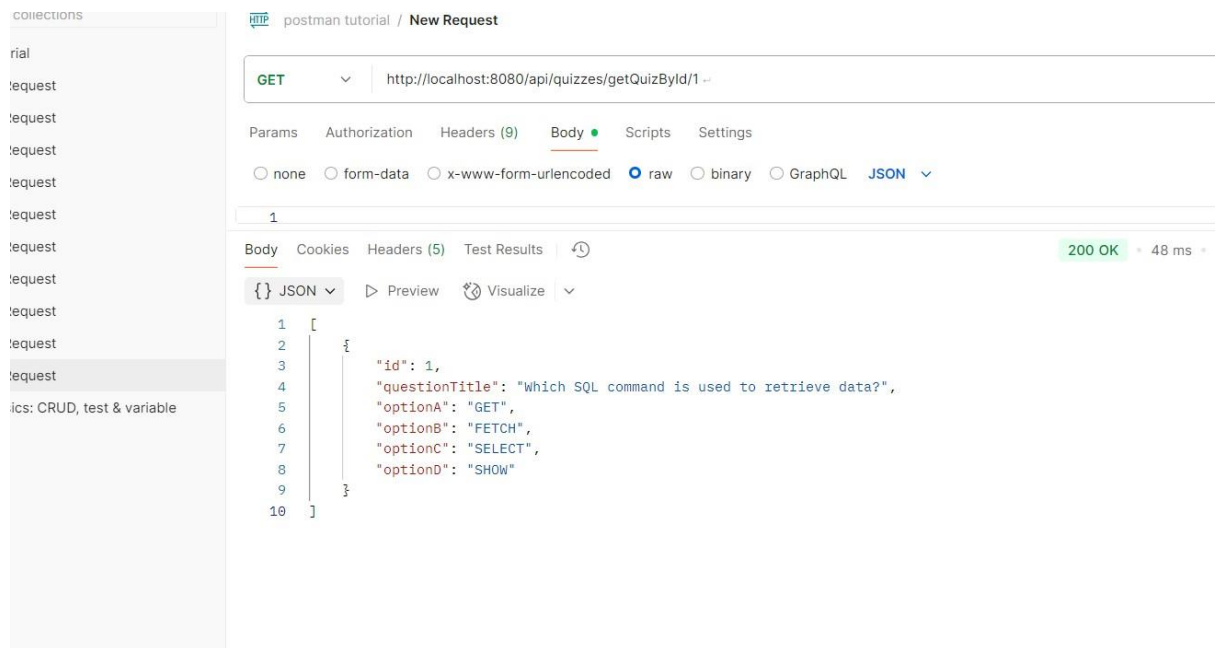 collections
rial
equest
equest
equest
equest
equest
equest
equest
equest
equest
equest
ics: CRUD, test & variable
HTTP postman tutorial / New Request
GET http://localhost:8080/api/quizzes/getQuizById/1
Params Authorization Headers (9) Body Scripts Settings
none form-data x-www-form-urlencoded raw binary GraphQL JSON
1
Body Cookies Headers (5) Test Results 200 OK 48 ms
{} JSON Preview Visualize
1 [
2 {
3 "id": 1,
4 "questionTitle": "Which SQL command is used to retrieve data?",
5 "optionA": "GET",
6 "optionB": "FETCH",
7 "optionC": "SELECT",
8 "optionD": "SHOW"
9 }
10 ]